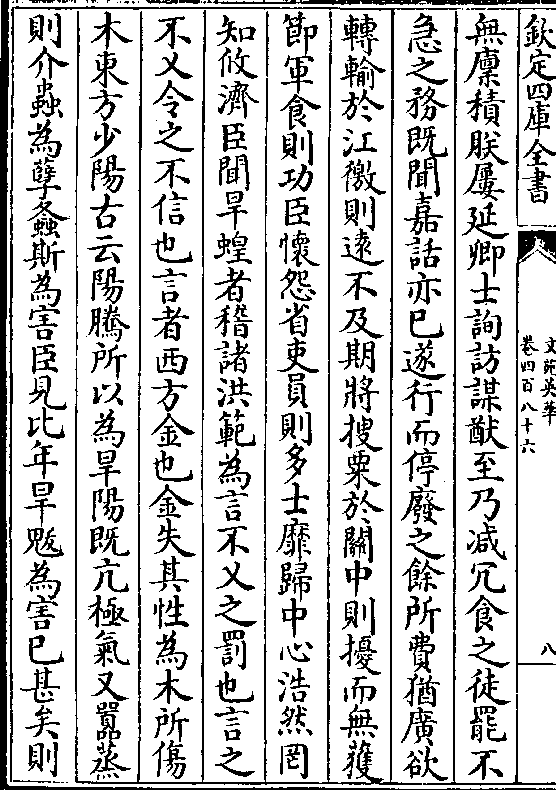 欽定四庫全書
文苑英華
卷四百八十六
八
無廩積朕屢延卿士詢訪謀猷至乃減冗食之徒罷不
急之務既聞嘉話亦已遂行而停廢之餘所費猶廣欲
轉輸於江徼則逺不及期將搜粟於關中則擾而無獲
節軍食則功臣懷怨省吏員則多士靡歸中心浩然罔
知攸濟臣聞旱蝗者稽諸洪範為言不乂之罰也言之
不乂令之不信也言者西方金也金失其性為木所傷
木東方少陽古云陽騰所以為旱陽既亢極氣又嚻蒸
則介蟲為孽螽斯為害臣見比年旱魃為害已甚矣則